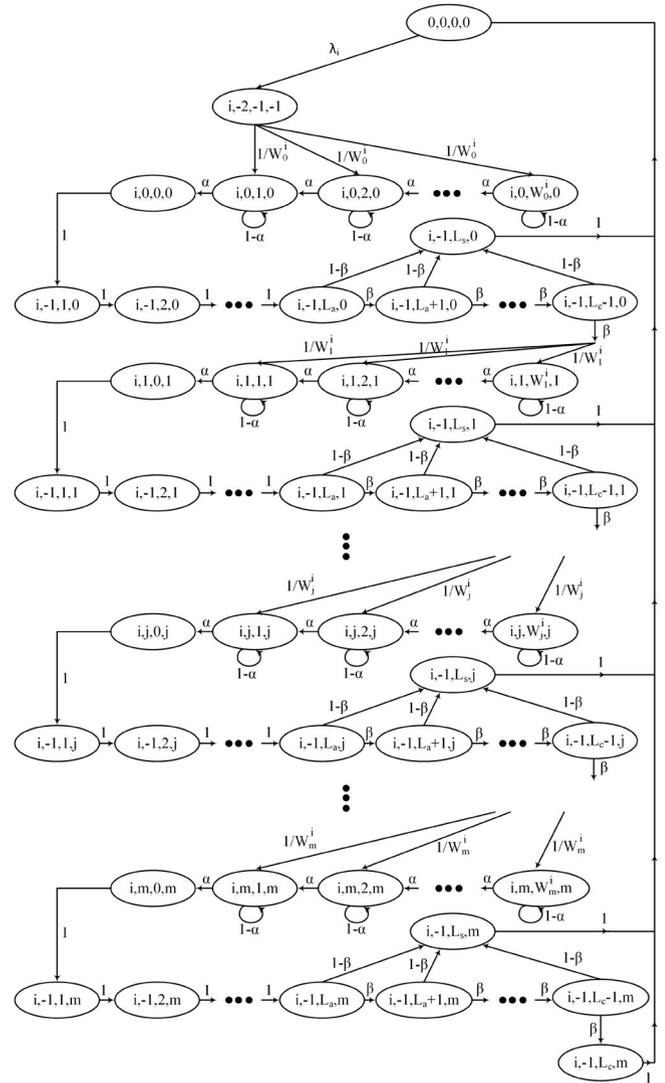 0,0,0,0
λi
i,-2,-1,-1
1/W₀ⁱ 1/W₀ⁱ 1/W₀ⁱ
i,0,0,0 α i,0,1,0 α i,0,2,0 α ●●● α i,0,W₀ⁱ,0
1-α 1-α 1-α
1 i,-1,Lₛ,0 1
1-β 1-β 1-β
i,-1,1,0 1 i,-1,2,0 1 ●●● 1 i,-1,Lₐ,0 β i,-1,Lₐ+1,0 β ●●● β i,-1,L꜀-1,0
β
1/W₁ⁱ 1/W₁ⁱ 1/W₁ⁱ
i,1,0,1 α i,1,1,1 α i,1,2,1 α ●●● α i,1,W₁ⁱ,1
1-α 1-α 1-α
1 i,-1,Lₛ,1 1
1-β 1-β 1-β
i,-1,1,1 1 i,-1,2,1 1 ●●● 1 i,-1,Lₐ,1 β i,-1,Lₐ+1,1 β ●●● β i,-1,L꜀-1,1
β
●●●
1/Wⱼⁱ 1/Wⱼⁱ 1/Wⱼⁱ
i,j,0,j α i,j,1,j α i,j,2,j α ●●● α i,j,Wⱼⁱ,j
1-α 1-α 1-α
1 i,-1,Lₛ,j 1
1-β 1-β 1-β
i,-1,1,j 1 i,-1,2,j 1 ●●● 1 i,-1,Lₐ,j β i,-1,Lₐ+1,j β ●●● β i,-1,L꜀-1,j
β
●●●
1/Wₘⁱ 1/Wₘⁱ 1/Wₘⁱ
i,m,0,m α i,m,1,m α i,m,2,m α ●●● α i,m,Wₘⁱ,m
1-α 1-α 1-α
1 i,-1,Lₛ,m 1
1-β 1-β 1-β
i,-1,1,m 1 i,-1,2,m 1 ●●● 1 i,-1,Lₐ,m β i,-1,Lₐ+1,m β ●●● β i,-1,L꜀-1,m
β
i,-1,L꜀,m
1